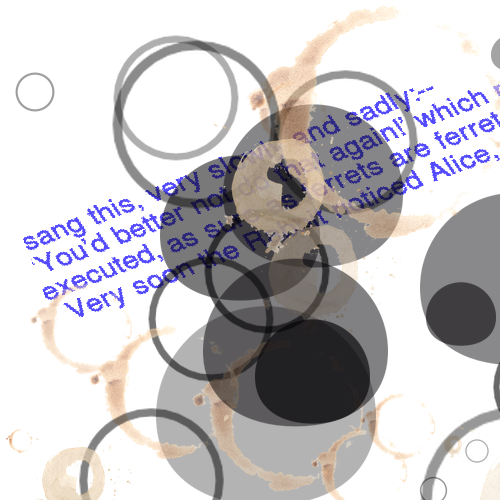 sang this, very slowly and sadly:--
'You'd better not do that again!' which
executed, as sure as ferrets are ferrets
Very soon the Rabbit noticed Alice,